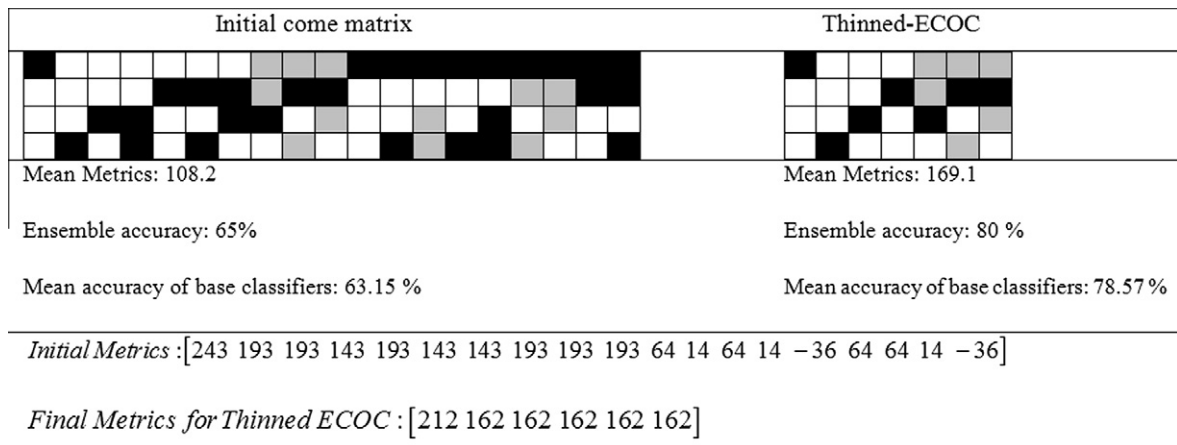 Initial come matrix
Thinned-ECOC
Mean Metrics: 108.2
Mean Metrics: 169.1
Ensemble accuracy: 65%
Ensemble accuracy: 80 %
Mean accuracy of base classifiers: 63.15 %
Mean accuracy of base classifiers: 78.57 %
Initial Metrics :[243 193 193 143 193 143 143 193 193 193 64 14 64 14 −36 64 64 14 −36]
Final Metrics for Thinned ECOC :[212 162 162 162 162 162]